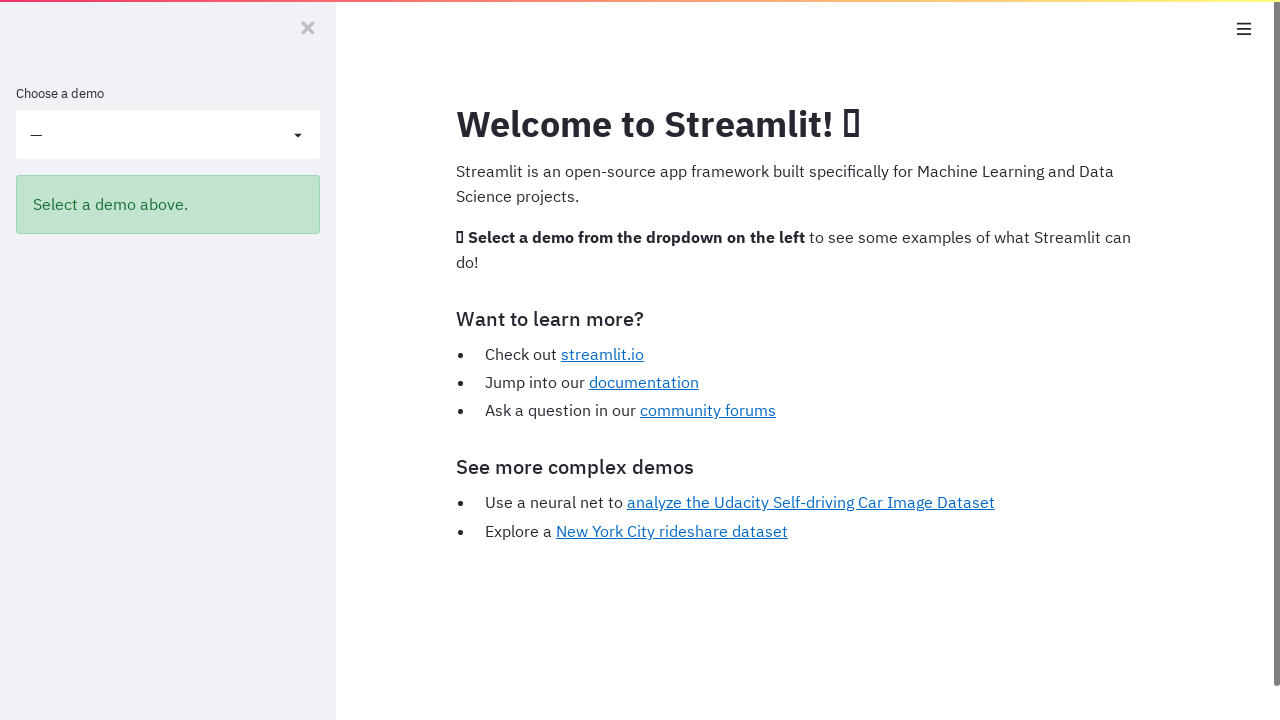 Choose a demo
—
Select a demo above.
Welcome to Streamlit!
Streamlit is an open-source app framework built specifically for Machine Learning and Data
Science projects.
Select a demo from the dropdown on the left to see some examples of what Streamlit can
do!
Want to learn more?
• Check out streamlit.io
• Jump into our documentation
• Ask a question in our community forums
See more complex demos
• Use a neural net to analyze the Udacity Self-driving Car Image Dataset
• Explore a New York City rideshare dataset